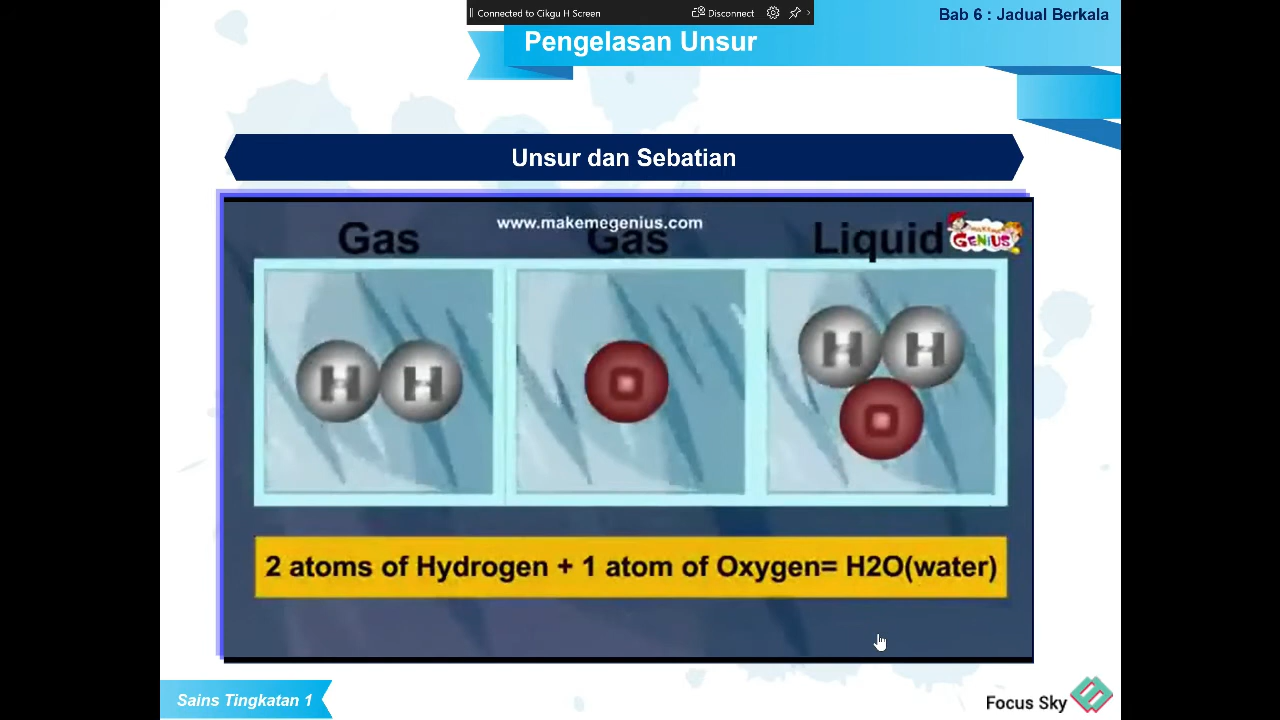 Connected to Cikgu H Screen
Disconnect
Bab 6 : Jadual Berkala
Pengelasan Unsur
Unsur dan Sebatian
www.makemegenius.com
Gas
Gas
Liquid
GENIUS
H H
O
H H
O
2 atoms of Hydrogen + 1 atom of Oxygen= H2O(water)
Sains Tingkatan 1
Focus Sky